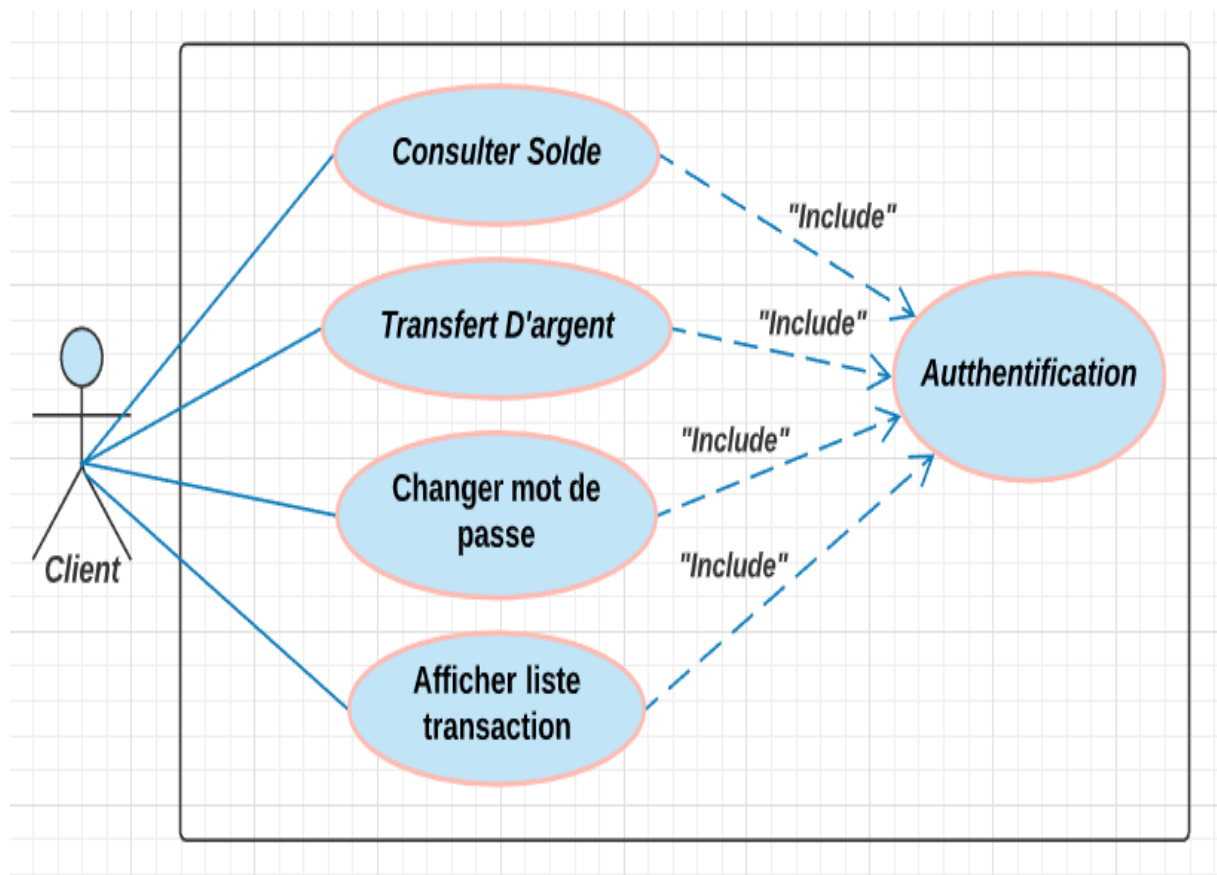 Consulter Solde
"Include"
Transfert D'argent
"Include"
Autthentification
"Include"
Changer mot de
passe
"Include"
Client
Afficher liste
transaction